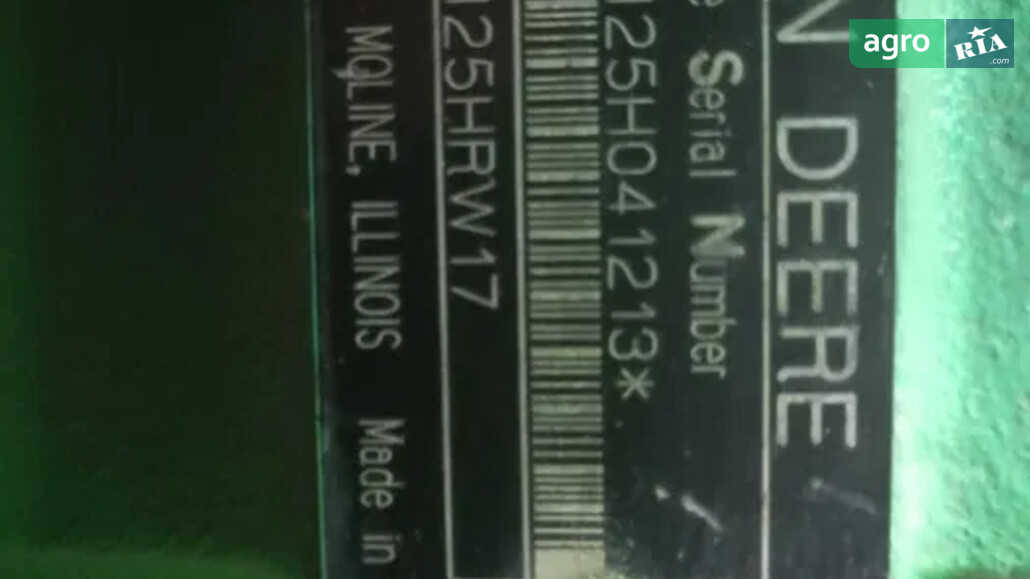 N DEERE
e Serial Number
125H041213*
125HRW17
MOLINE, ILLINOIS Made in
agro RIA.com